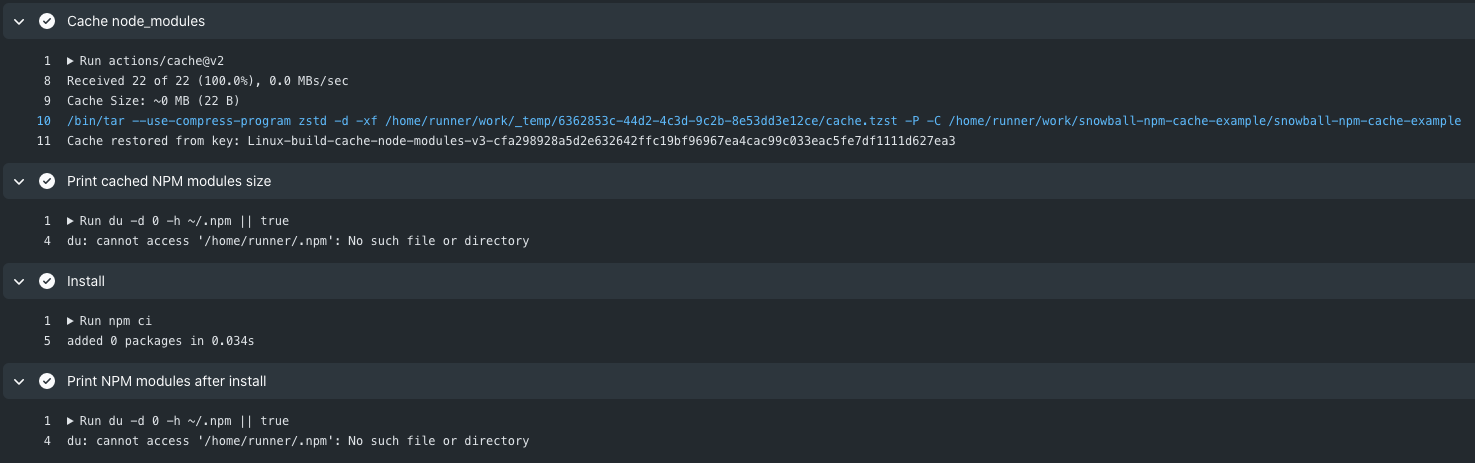 Cache node_modules
1 ▶ Run actions/cache@v2
8 Received 22 of 22 (100.0%), 0.0 MBs/sec
9 Cache Size: ~0 MB (22 B)
10 /bin/tar --use-compress-program zstd -d -xf /home/runner/work/_temp/6362853c-44d2-4c3d-9c2b-8e53dd3e12ce/cache.tzst -P -C /home/runner/work/snowball-npm-cache-example/snowball-npm-cache-example
11 Cache restored from key: Linux-build-cache-node-modules-v3-cfa298928a5d2e632642ffc19bf96967ea4cac99c033eac5fe7df1111d627ea3
Print cached NPM modules size
1 ▶ Run du -d 0 -h ~/.npm || true
4 du: cannot access '/home/runner/.npm': No such file or directory
Install
1 ▶ Run npm ci
5 added 0 packages in 0.034s
Print NPM modules after install
1 ▶ Run du -d 0 -h ~/.npm || true
4 du: cannot access '/home/runner/.npm': No such file or directory